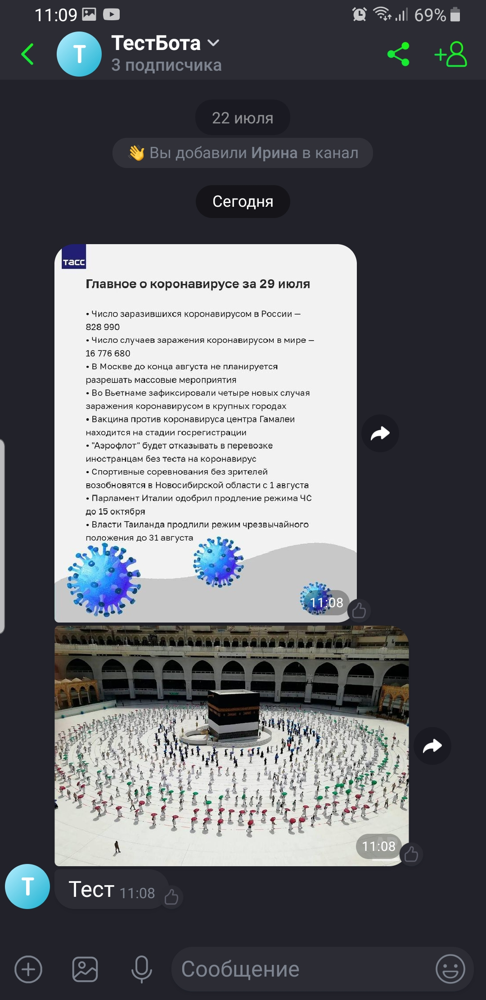 11:09
69%
Т
ТестБота
3 подписчика
22 июля
👋 Вы добавили Ирина в канал
Сегодня
тасс
Главное о коронавирусе за 29 июля
• Число заразившихся коронавирусом в России —
828 990
• Число случаев заражения коронавирусом в мире —
16 776 680
• В Москве до конца августа не планируется
разрешать массовые мероприятия
• Во Вьетнаме зафиксировали четыре новых случая
заражения коронавирусом в крупных городах
• Вакцина против коронавируса центра Гамалеи
находится на стадии госрегистрации
• "Аэрофлот" будет отказывать в перевозке
иностранцам без теста на коронавирус
• Спортивные соревнования без зрителей
возобновятся в Новосибирской области с 1 августа
• Парламент Италии одобрил продление режима ЧС
до 15 октября
• Власти Таиланда продлили режим чрезвычайного
положения до 31 августа
11:08
11:08
Т
Тест 11:08
Сообщение